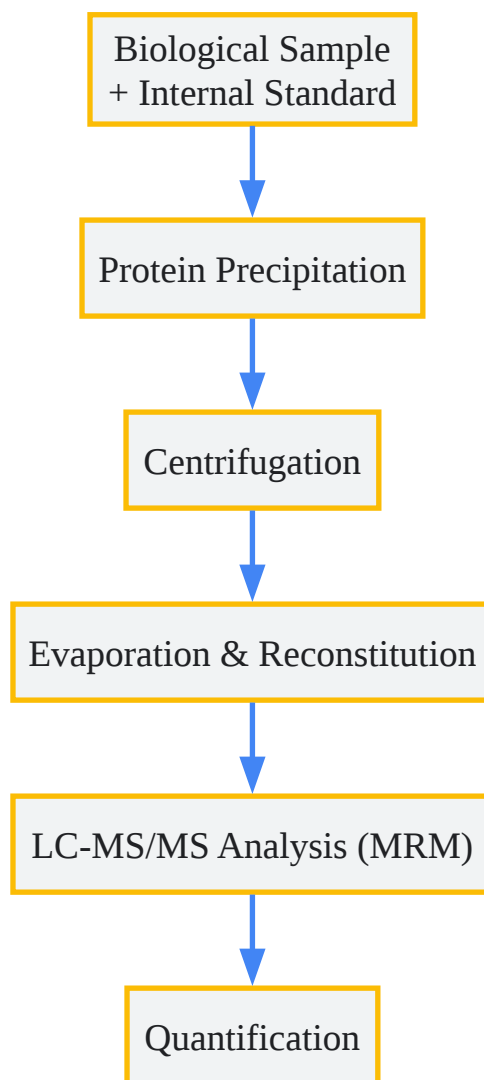 Biological Sample
+ Internal Standard
Protein Precipitation
Centrifugation
Evaporation & Reconstitution
LC-MS/MS Analysis (MRM)
Quantification